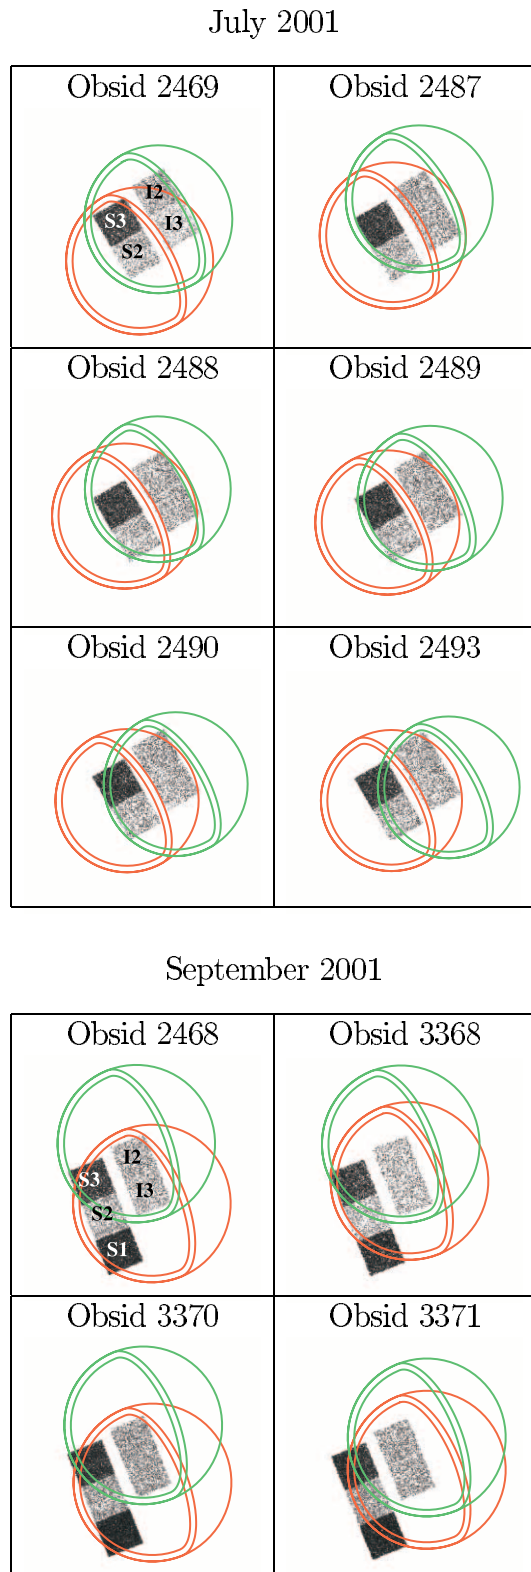 July 2001
Obsid 2469
Obsid 2487
I2
S3
I3
S2
Obsid 2488
Obsid 2489
Obsid 2490
Obsid 2493
September 2001
Obsid 2468
Obsid 3368
I2
S3
I3
S2
S1
Obsid 3370
Obsid 3371